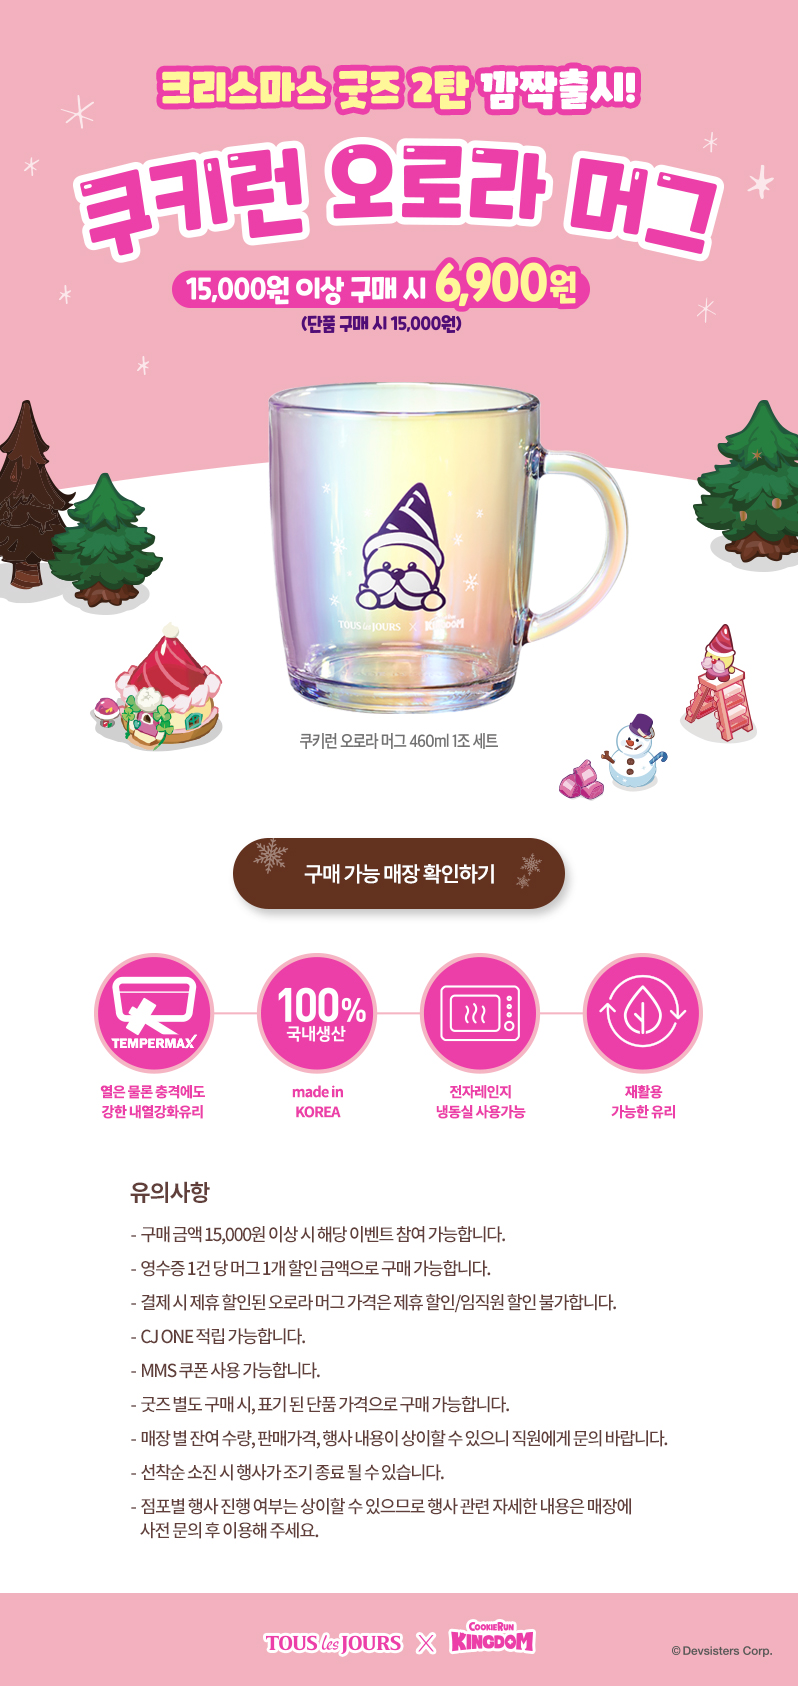 크리스마스 굿즈 2탄 깜짝출시!
쿠키런 오로라 머그
15,000원 이상 구매 시 6,900원
(단품 구매 시 15,000원)
TOUS les JOURS × COOKIERUN KINGDOM
쿠키런 오로라 머그 460ml 1조 세트
구매 가능 매장 확인하기
TEMPERMAX
열은 물론 충격에도
강한 내열강화유리
100%
국내생산
made in
KOREA
전자레인지
냉동실 사용가능
재활용
가능한 유리
유의사항
- 구매 금액 15,000원 이상 시 해당 이벤트 참여 가능합니다.
- 영수증 1건 당 머그 1개 할인 금액으로 구매 가능합니다.
- 결제 시 제휴 할인된 오로라 머그 가격은 제휴 할인/임직원 할인 불가합니다.
- CJ ONE 적립 가능합니다.
- MMS 쿠폰 사용 가능합니다.
- 굿즈 별도 구매 시, 표기 된 단품 가격으로 구매 가능합니다.
- 매장 별 잔여 수량, 판매가격, 행사 내용이 상이할 수 있으니 직원에게 문의 바랍니다.
- 선착순 소진 시 행사가 조기 종료 될 수 있습니다.
- 점포별 행사 진행 여부는 상이할 수 있으므로 행사 관련 자세한 내용은 매장에
사전 문의 후 이용해 주세요.
TOUS les JOURS × COOKIERUN KINGDOM
© Devsisters Corp.